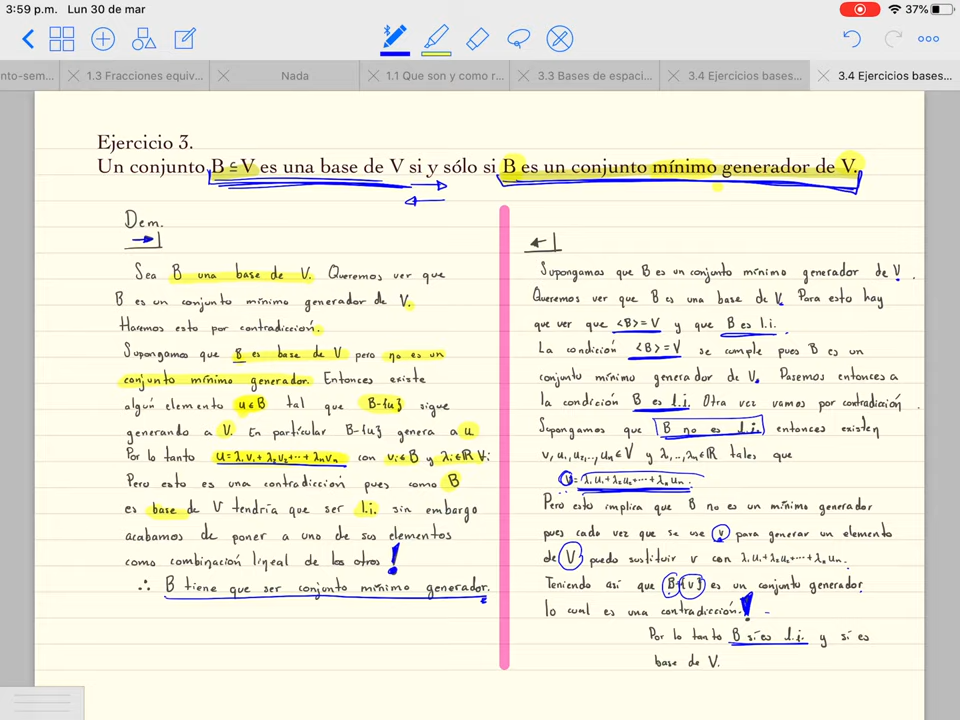 3:59 p.m. Lun 30 de mar
37%
nto-sem...
1.3 Fracciones equiv...
Nada
1.1 Que son y como r...
3.3 Bases de espaci...
3.4 Ejercicios bases...
3.4 Ejercicios bases...
Ejercicio 3.
Un conjunto B ⊆ V es una base de V si y sólo si B es un conjunto mínimo generador de V.
Dem.
→|
Sea B una base de V. Queremos ver que
B es un conjunto mínimo generador de V.
Haremos esto por contradicción.
Supongamos que B es base de V pero no es un
conjunto mínimo generador. Entonces existe
algún elemento u∈B tal que B-{u} sigue
generando a V. En particular B-{u} genera a u
Por lo tanto u=λ₁v₁+λ₂v₂+···+λₙvₙ con vᵢ∈B y λᵢ∈ℝ ∀i
Pero esto es una contradicción pues como B
es base de V tendría que ser l.i. sin embargo
acabamos de poner a uno de sus elementos
como combinación lineal de los otros!
∴ B tiene que ser conjunto mínimo generador.
←|
Supongamos que B es un conjunto mínimo generador de V.
Queremos ver que B es una base de V. Para esto hay
que ver que <B>=V y que B es l.i.
La condición <B>=V se cumple pues B es un
conjunto mínimo generador de V. Pasemos entonces a
la condición B es l.i. Otra vez vamos por contradicción.
Supongamos que B no es l.i. entonces existen
v,u₁,u₂,...,uₙ∈V y λ₁,...,λₙ∈ℝ tales que
v=λ₁u₁+λ₂u₂+···+λₙuₙ.
Pero esto implica que B no es un mínimo generador
pues cada vez que se use v para generar un elemento
de V puedo sustituir v con λ₁u₁+λ₂u₂+···+λₙuₙ.
Teniendo así que B-{v} es un conjunto generador
lo cual es una contradicción!
Por lo tanto B sí es l.i. y sí es
base de V.